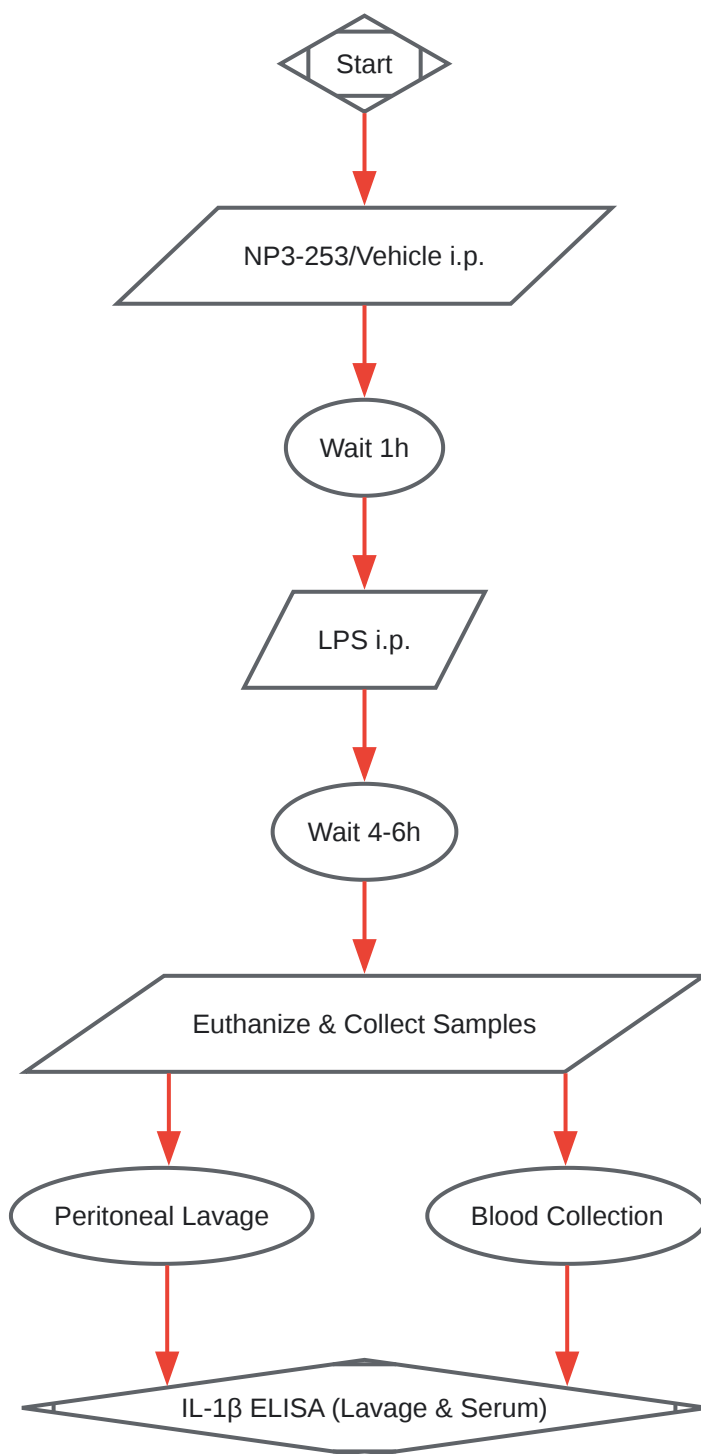 Start
NP3-253/Vehicle i.p.
Wait 1h
LPS i.p.
Wait 4-6h
Euthanize & Collect Samples
Peritoneal Lavage
Blood Collection
IL-1β ELISA (Lavage & Serum)